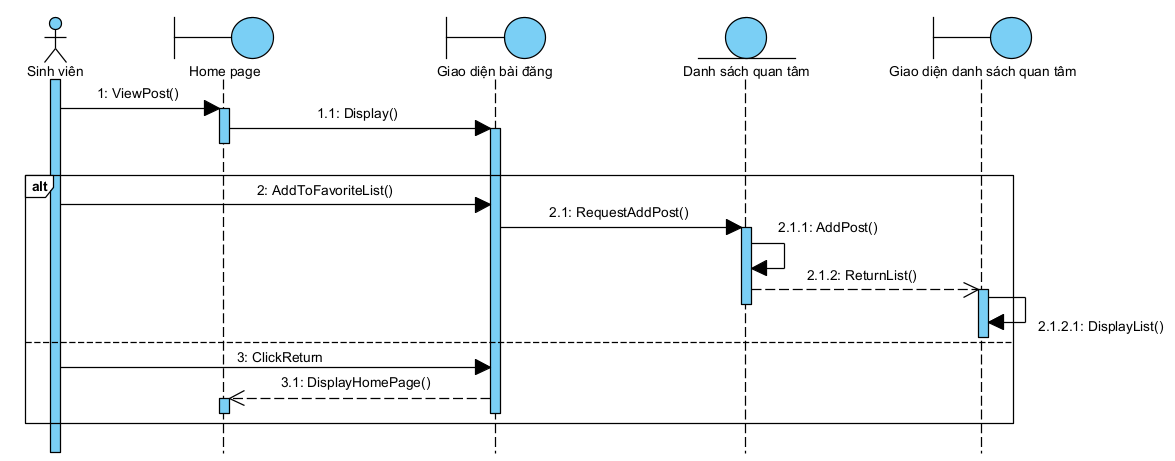 Sinh viên
Home page
Giao diện bài đăng
Danh sách quan tâm
Giao diện danh sách quan tâm
1: ViewPost()
1.1: Display()
alt
2: AddToFavoriteList()
2.1: RequestAddPost()
2.1.1: AddPost()
2.1.2: ReturnList()
2.1.2.1: DisplayList()
3: ClickReturn
3.1: DisplayHomePage()